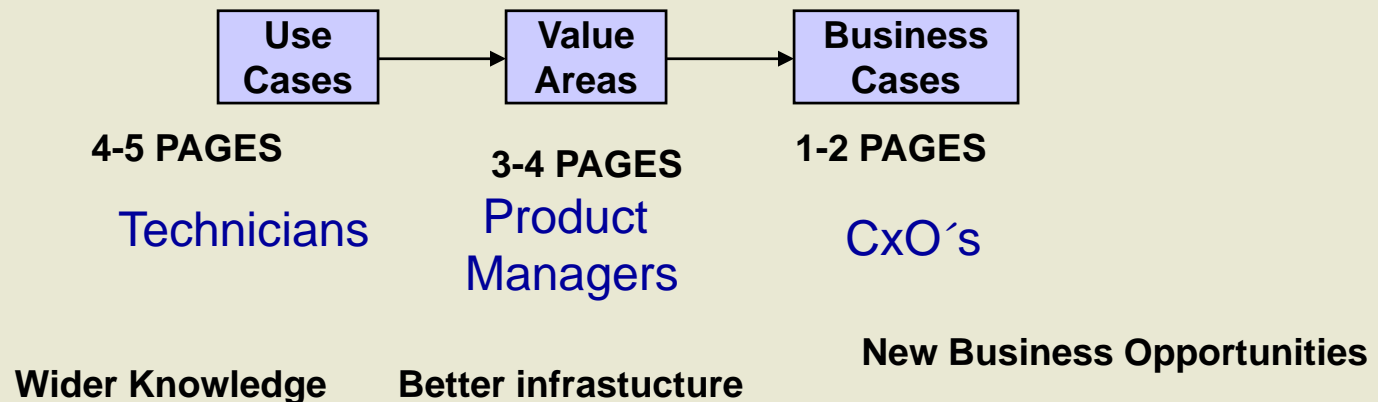 Use
Cases
Value
Areas
Business
Cases
4-5 PAGES
3-4 PAGES
1-2 PAGES
Technicians
Product
Managers
CxO´s
New Business Opportunities
Wider Knowledge
Better infrastucture